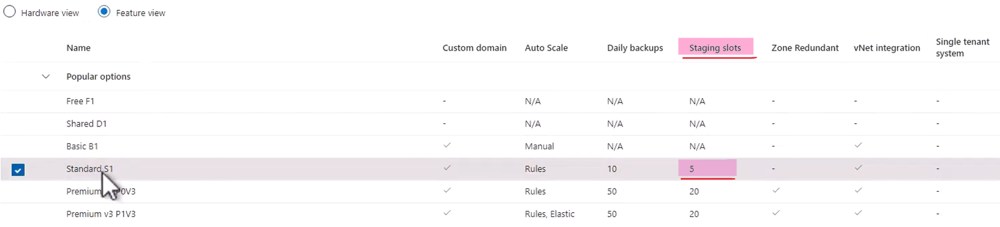 Hardware view Feature view
Name Custom domain Auto Scale Daily backups Staging slots Zone Redundant vNet integration Single tenant system
Popular options
Free F1 - N/A N/A N/A - - -
Shared D1 - N/A N/A N/A - - -
Basic B1 Manual N/A N/A - -
Standard S1 Rules 10 5 - -
Premium P0V3 Rules 50 20 -
Premium v3 P1V3 Rules, Elastic 50 20 -